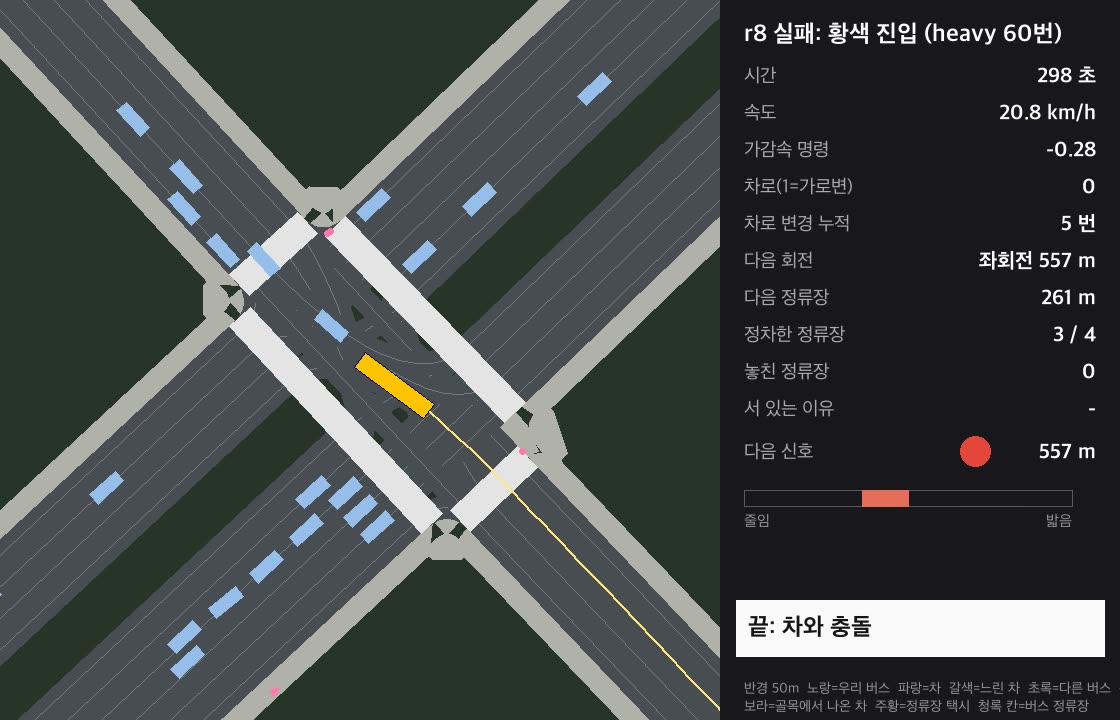 r8 실패: 황색 진입 (heavy 60번)
시간 298 초
속도 20.8 km/h
가감속 명령 -0.28
차로(1=가로변) 0
차로 변경 누적 5 번
다음 회전 좌회전 557 m
다음 정류장 261 m
정차한 정류장 3 / 4
놓친 정류장 0
서 있는 이유 -
다음 신호 557 m
줄임 밟음
끝: 차와 충돌
반경 50m 노랑=우리 버스 파랑=차 갈색=느린 차 초록=다른 버스
보라=골목에서 나온 차 주황=정류장 택시 청록 칸=버스 정류장